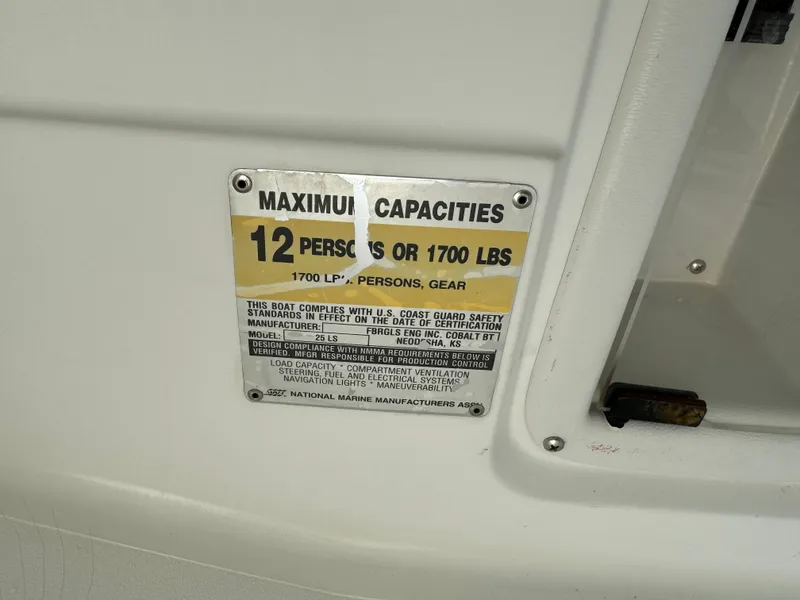 MAXIMUM CAPACITIES
12 PERSONS OR 1700 LBS
1700 LBS. PERSONS, GEAR
THIS BOAT COMPLIES WITH U.S. COAST GUARD SAFETY
STANDARDS IN EFFECT ON THE DATE OF CERTIFICATION
MANUFACTURER: FBRGLS ENG INC. COBALT BT
MODEL: 25 LS NEODESHA, KS
DESIGN COMPLIANCE WITH NMMA REQUIREMENTS BELOW IS
VERIFIED. MFGR RESPONSIBLE FOR PRODUCTION CONTROL
LOAD CAPACITY * COMPARTMENT VENTILATION
STEERING, FUEL AND ELECTRICAL SYSTEMS
NAVIGATION LIGHTS * MANEUVERABILITY
NATIONAL MARINE MANUFACTURERS ASSN